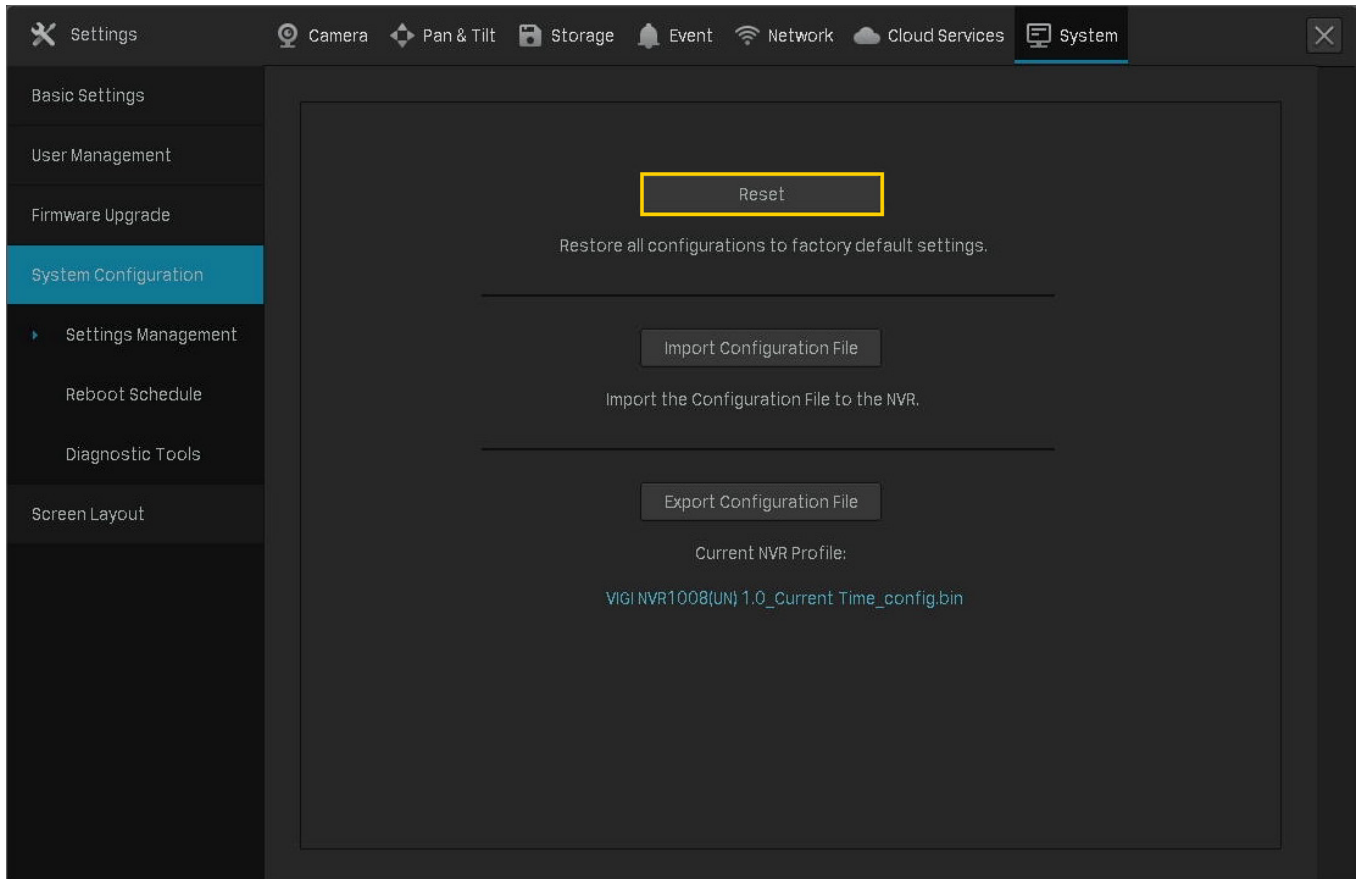 Settings
Camera
Pan & Tilt
Storage
Event
Network
Cloud Services
System
Basic Settings
User Management
Firmware Upgrade
System Configuration
Settings Management
Reboot Schedule
Diagnostic Tools
Screen Layout
Reset
Restore all configurations to factory default settings.
Import Configuration File
Import the Configuration File to the NVR.
Export Configuration File
Current NVR Profile:
VIGI NVR1008(UN) 1.0_Current Time_config.bin